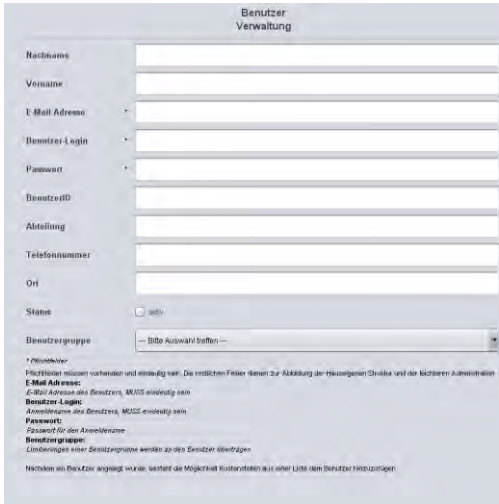 Benutzer
Verwaltung
Nachname
Vorname
E-Mail Adresse *
Benutzer-Login *
Passwort *
BenutzerID
Abteilung
Telefonnummer
Ort
Status aktiv
Benutzergruppe --- Bitte Auswahl treffen ---
* Pflichtfelder
Pflichtfelder müssen vorhanden und eindeutig sein. Die restlichen Felder dienen zur Abbildung der Hauseigenen Struktur und der leichteren Administration
E-Mail Adresse:
E-Mail Adresse des Benutzers, MUSS eindeutig sein
Benutzer-Login:
Anmeldename des Benutzers, MUSS eindeutig sein
Passwort:
Passwort für den Anmeldename
Benutzergruppe:
Limitierungen einer Benutzergruppe werden an den Benutzer übertragen
Nachdem ein Benutzer angelegt wurde, besteht die Möglichkeit Kostenstellen aus einer Liste dem Benutzer hinzuzufügen.